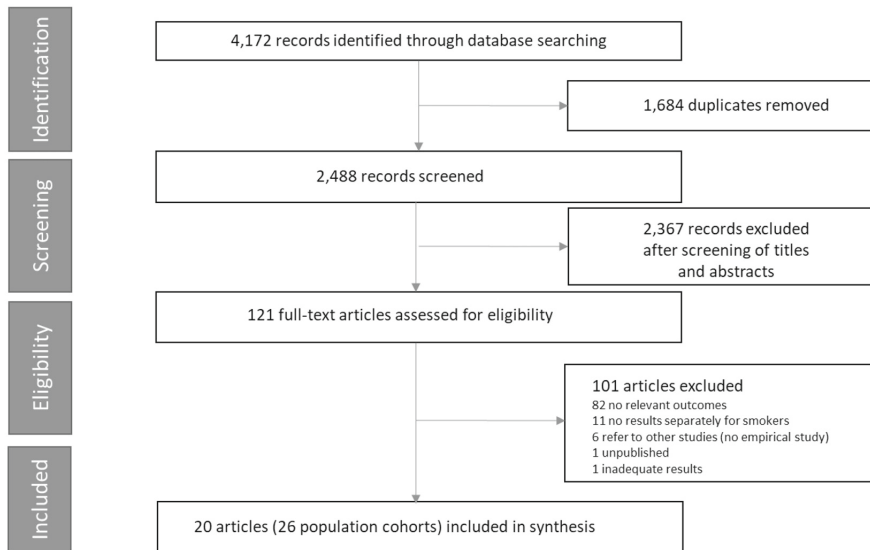 Identification
4,172 records identified through database searching
1,684 duplicates removed
Screening
2,488 records screened
2,367 records excluded
after screening of titles
and abstracts
Eligibility
121 full-text articles assessed for eligibility
101 articles excluded
82 no relevant outcomes
11 no results separately for smokers
6 refer to other studies (no empirical study)
1 unpublished
1 inadequate results
Included
20 articles (26 population cohorts) included in synthesis